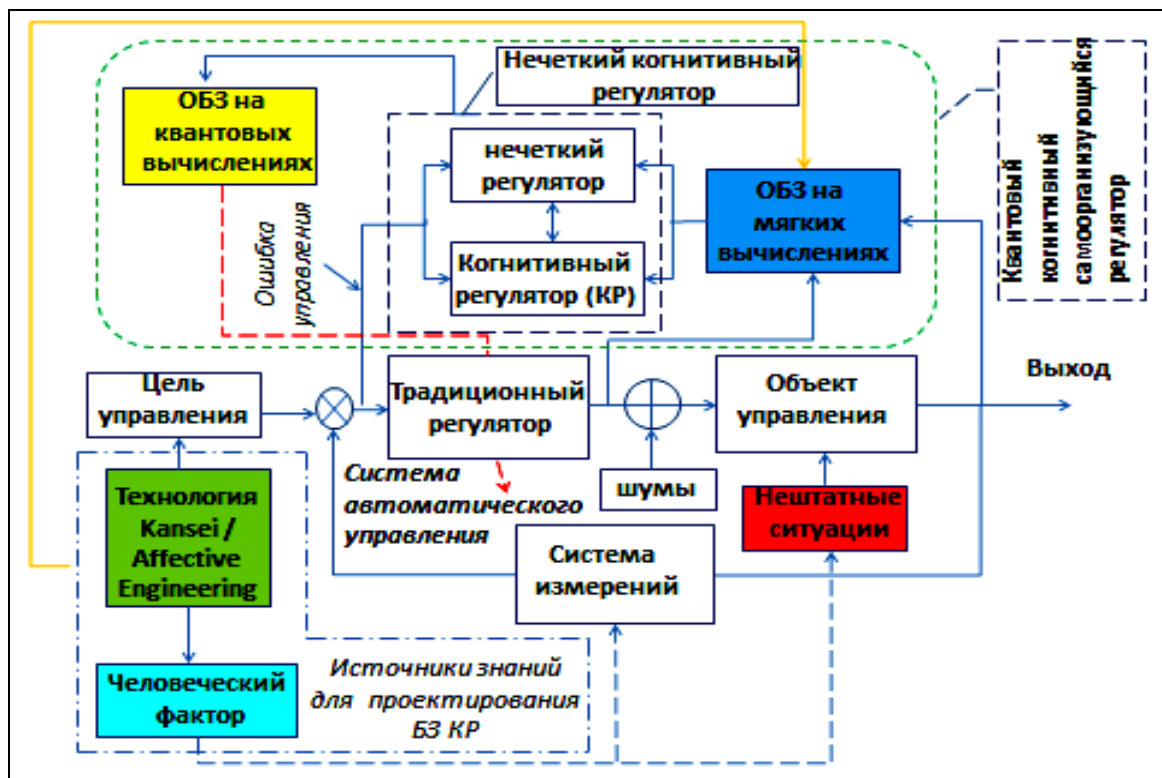 Нечеткий когнитивный
регулятор
ОБЗ на
квантовых
вычислениях
нечеткий
регулятор
Когнитивный
регулятор (КР)
ОБЗ на
мягких
вычислениях
Квантовый
когнитивный
самоорганизующийся
регулятор
Ошибка
управления
Цель
управления
Традиционный
регулятор
Объект
управления
Выход
Система
автоматического
управления
шумы
Нештатные
ситуации
Технология
Kansei /
Affective
Engineering
Система
измерений
Человеческий
фактор
Источники знаний
для проектирования
БЗ КР